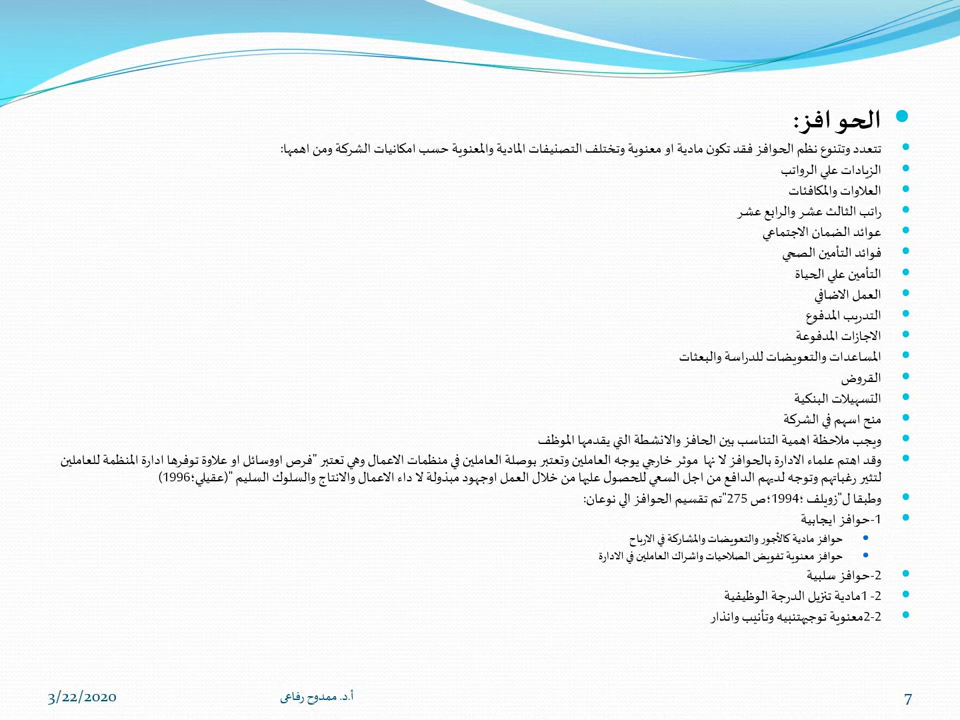 الحوافز:
تتعدد وتتنوع نظم الحوافز فقد تكون مادية او معنوية وتختلف التصنيفات المادية والمعنوية حسب امكانيات الشركة ومن اهمها:
الزيادات علي الرواتب
العلاوات والمكافئات
راتب الثالث عشر والرابع عشر
عوائد الضمان الاجتماعي
فوائد التأمين الصحي
التأمين علي الحياة
العمل الاضافي
التدريب المدفوع
الاجازات المدفوعة
المساعدات والتعويضات للدراسة والبعثات
القروض
التسهيلات البنكية
منح اسهم في الشركة
ويجب ملاحظة اهمية التناسب بين الحافز والانشطة التي يقدمها الموظف
وقد اهتم علماء الادارة بالحوافز لا نها موثر خارجي يوجه العاملين وتعتبر بوصلة العاملين في منظمات الاعمال وهي تعتبر "فرص اووسائل او علاوة توفرها ادارة المنظمة للعاملين
لتثير رغباتهم وتوجه لديهم الدافع من اجل السعي للحصول عليها من خلال العمل اوجهود مبذولة لا داء الاعمال والانتاج والسلوك السليم "(عقيلي؛1996)
وطبقا ل"زويلف ؛1994؛ص 275"تم تقسيم الحوافز الي نوعان:
1-حوافز ايجابية
حوافز مادية كالأجور والتعويضات والمشاركة في الارباح
حوافز معنوية تفويض الصلاحيات واشراك العاملين في الادارة
2-حوافز سلبية
2- 1مادية تنزيل الدرجة الوظيفية
2-2معنوية توجيهتنبيه وتأنيب وانذار
3/22/2020
أ.د. ممدوح رفاعى
7